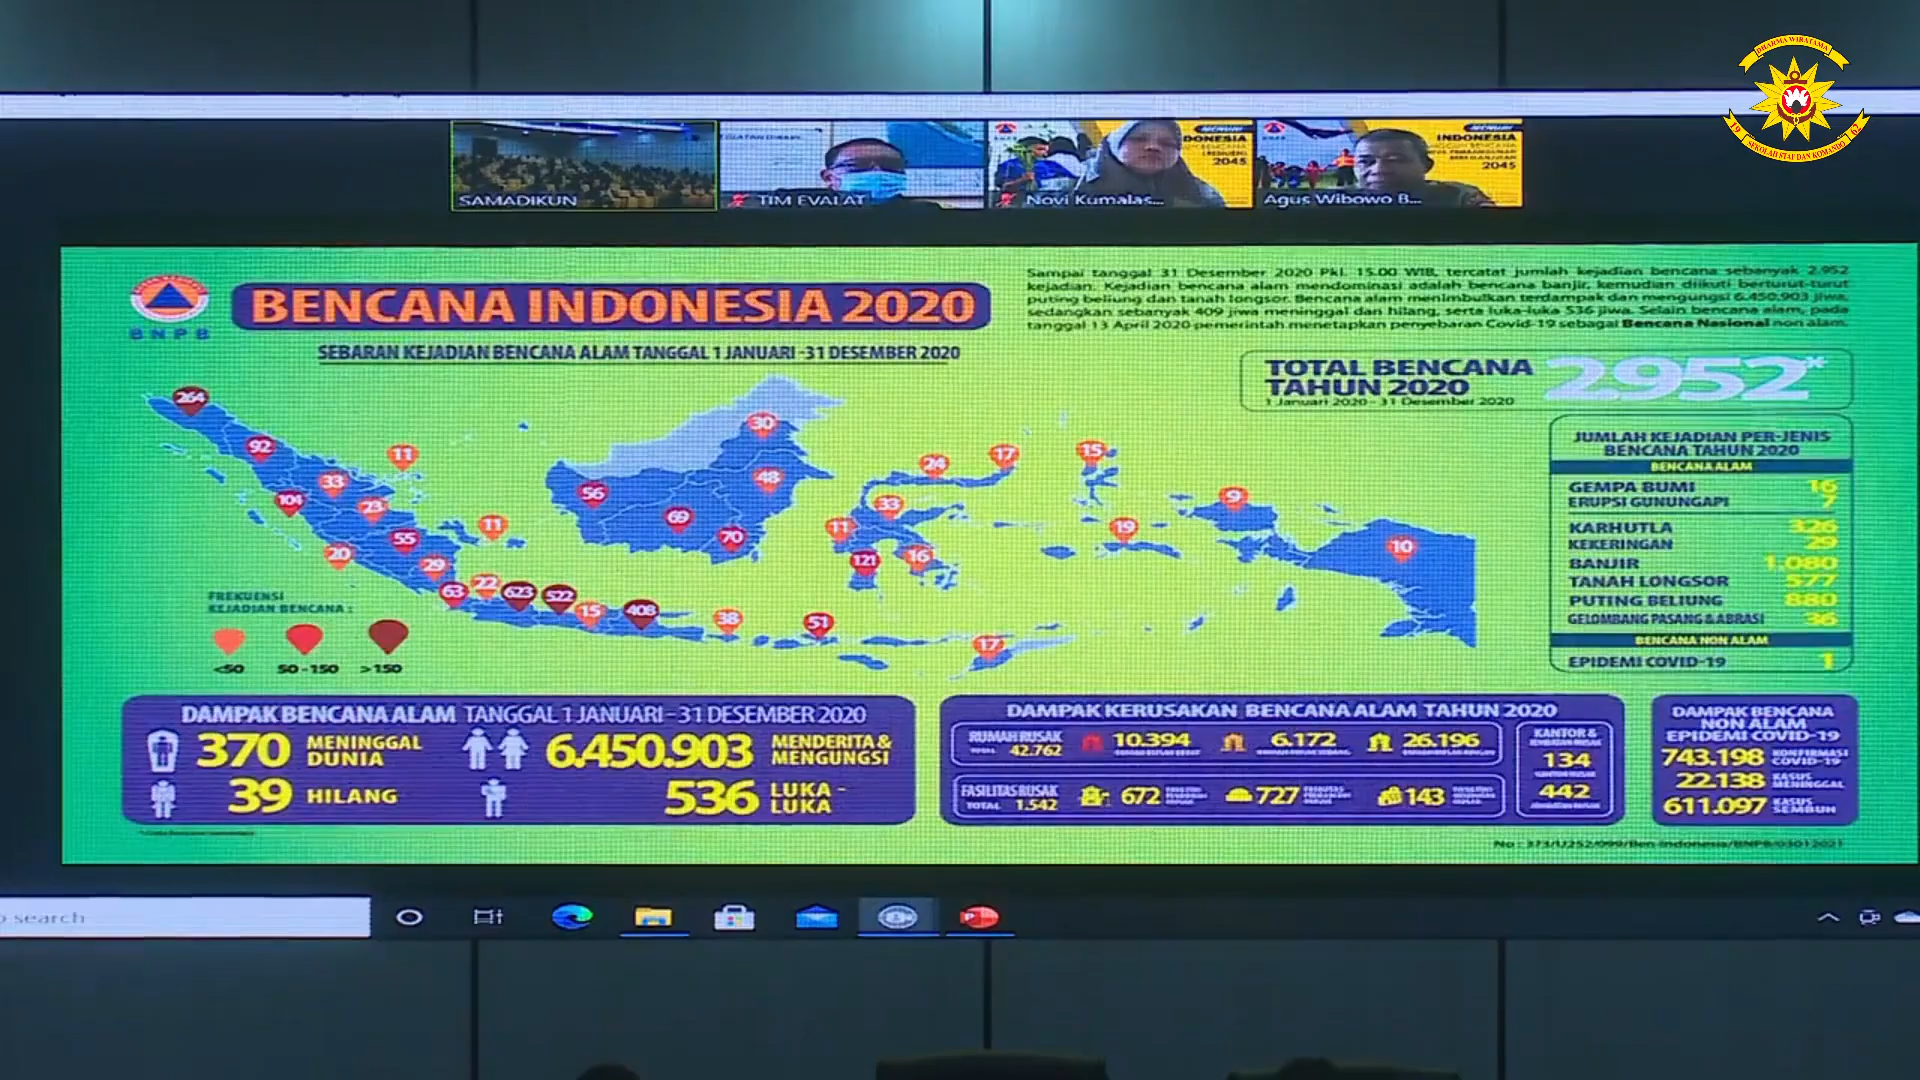 DHARMA WIRATAMA
19 62
SEKOLAH STAF DAN KOMANDO
SAMADIKUN
TIM EVALAT
Novi Kumalas...
INDONESIA
2045
Agus Wibowo B...
BNPB
BENCANA INDONESIA 2020
SEBARAN KEJADIAN BENCANA ALAM TANGGAL 1 JANUARI -31 DESEMBER 2020
Sampai tanggal 31 Desember 2020 Pkl. 15.00 WIB, tercatat jumlah kejadian bencana sebanyak 2.952
kejadian. Kejadian bencana alam mendominasi adalah bencana banjir, kemudian diikuti berturut-turut
puting beliung dan tanah longsor. Bencana alam menimbulkan terdampak dan mengungsi 6.450.903 jiwa,
sedangkan sebanyak 409 jiwa meninggal dan hilang, serta luka-luka 536 jiwa. Selain bencana alam, pada
tanggal 13 April 2020 pemerintah menetapkan penyebaran Covid-19 sebagai Bencana Nasional non alam.
TOTAL BENCANA
TAHUN 2020
1 Januari 2020 - 31 Desember 2020
2.952*
264
92
11
33
104
23
11
55
20
29
63
22
623
522
15
408
38
51
17
30
56
48
69
70
24
17
33
11
121
16
15
19
9
10
FREKUENSI
KEJADIAN BENCANA :
<50 50 - 150 >150
JUMLAH KEJADIAN PER-JENIS
BENCANA TAHUN 2020
BENCANA ALAM
GEMPA BUMI 16
ERUPSI GUNUNGAPI 7
KARHUTLA 326
KEKERINGAN 29
BANJIR 1.080
TANAH LONGSOR 577
PUTING BELIUNG 880
GELOMBANG PASANG & ABRASI 36
BENCANA NON ALAM
EPIDEMI COVID-19 1
DAMPAK BENCANA ALAM TANGGAL 1 JANUARI - 31 DESEMBER 2020
370 MENINGGAL DUNIA
6.450.903 MENDERITA & MENGUNGSI
39 HILANG
536 LUKA - LUKA
DAMPAK KERUSAKAN BENCANA ALAM TAHUN 2020
RUMAH RUSAK
TOTAL 42.762
10.394
6.172
26.196
FASILITAS RUSAK
TOTAL 1.542
672
727
143
KANTOR &
134
442
DAMPAK BENCANA
NON ALAM
EPIDEMI COVID-19
743.198 KONFIRMASI COVID-19
22.138 KASUS MENINGGAL
611.097 KASUS SEMBUH
search